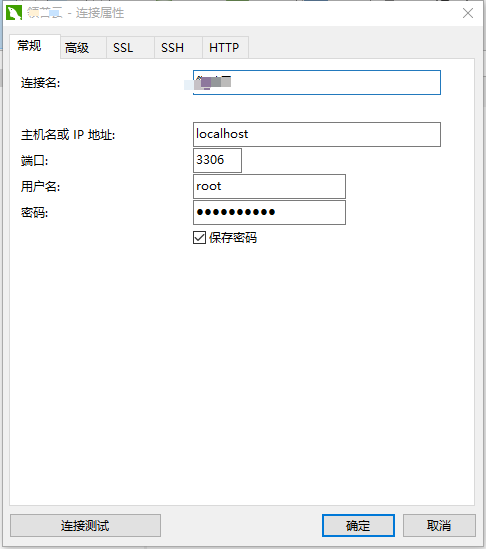 - 连接属性
常规 高级 SSL SSH HTTP
连接名:
主机名或 IP 地址: localhost
端口: 3306
用户名: root
密码: ●●●●●●●●●●
保存密码
连接测试 确定 取消